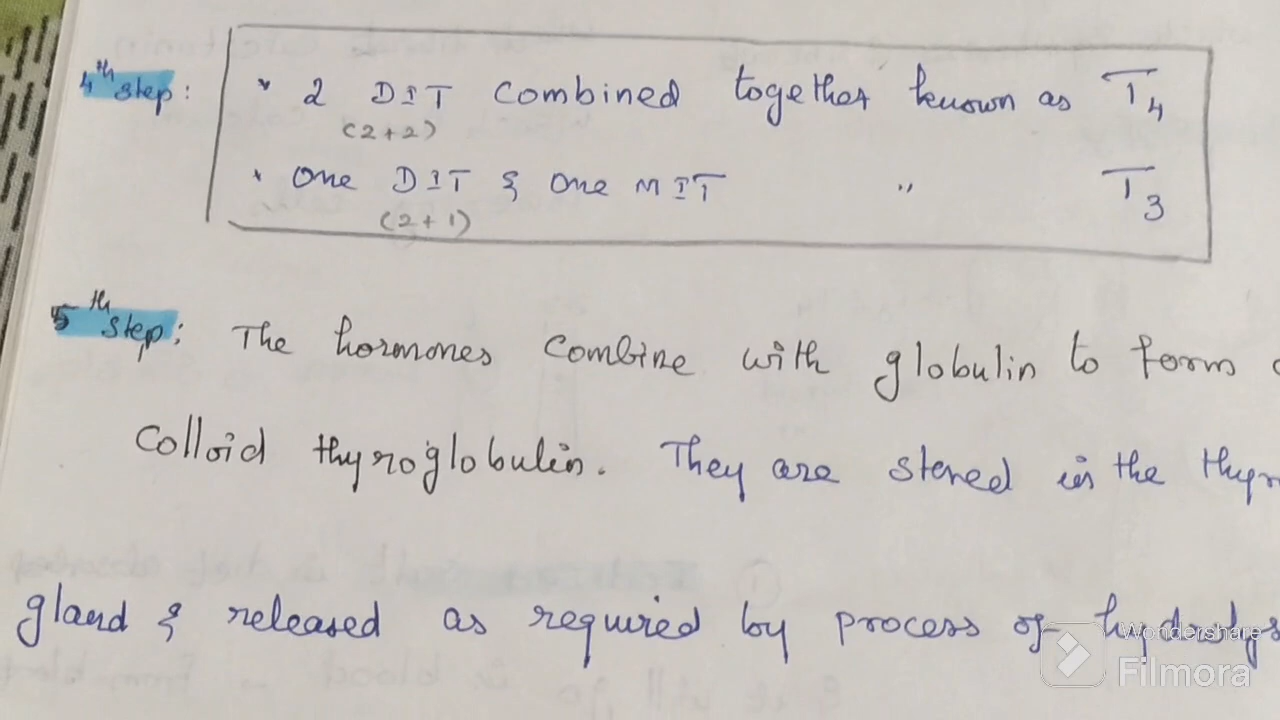 4th step: * 2 DIT combined together known as T4
(2+2)
* One DIT & One MIT " T3
(2+1)
5th step: The hormones combine with globulin to form
colloid thyroglobulin. They are stored in the
gland & released as required by process of
Wondershare
Filmora